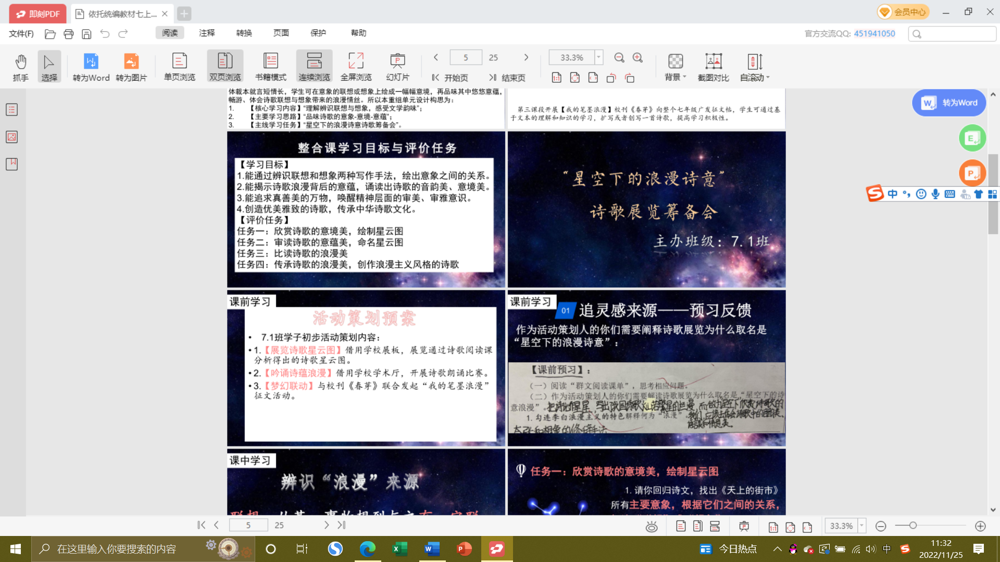 即刻PDF
依托统编教材七上...
会员中心
文件(F)
阅读 注释 转换 页面 保护 帮助
官方交流QQ: 451941050
抓手 选择 转为Word 转为图片 单页浏览 双页浏览 书籍模式 连续浏览 全屏浏览 幻灯片
5 25
开始页 结束页
33.3%
背景 截图对比 自滚动
体裁本就言短情长，学生可在意象的联想或想象上绘成一幅幅意境，再品味其中悠悠意蕴，
畅游、体会诗歌联想与想象带来的浪漫情丝。所以本重组单元设计构思为：
1. 【核心学习内容】“理解辨识联想与想象，感受文学韵味”；
2. 【主要学习思路】“品味诗歌的意象-意境-意蕴”；
3. 【主线学习任务】“星空下的浪漫诗意诗歌筹备会”。
第三课段开展【我的笔墨浪漫】校刊《春芽》向整个七年级广发征文帖，学生可通过基
于文本的理解和知识的学习，扩写或者创写一首诗歌，提高学习积极性。
转为Word
中
整合课学习目标与评价任务
【学习目标】
1.能通过辨识联想和想象两种写作手法，绘出意象之间的关系。
2.能揭示诗歌浪漫背后的意蕴，诵读出诗歌的音韵美、意境美。
3.能追求真善美的万物，唤醒精神层面的审美、审雅意识。
4.创造优美雅致的诗歌，传承中华诗歌文化。
【评价任务】
任务一：欣赏诗歌的意境美，绘制星云图
任务二：审读诗歌的意蕴美，命名星云图
任务三：比读诗歌的浪漫美
任务四：传承诗歌的浪漫美，创作浪漫主义风格的诗歌
“星空下的浪漫诗意”
诗歌展览筹备会
主办班级：7.1班
课前学习
活动策划预案
• 7.1班学子初步活动策划内容：
•1.【展览诗歌星云图】借用学校展板，展览通过诗歌阅读课
分析得出的诗歌星云图。
•2.【吟诵诗蕴浪漫】借用学校学术厅，开展诗歌朗诵比赛。
•3.【梦幻联动】与校刊《春芽》联合发起“我的笔墨浪漫”
征文活动。
课前学习
01 追灵感来源——预习反馈
作为活动策划人的你们需要阐释诗歌展览为什么取名是
“星空下的浪漫诗意”：
【课前预习】：
（一）阅读“群文阅读课单”，思考相应问题。
（二）作为活动策划人的你们需要解读诗歌展览为什么取名是“星空下的诗
意浪漫”。
1. 勾连李白浪漫主义的特色解释何为“浪漫”
课中学习
辨识“浪漫”来源
任务一：欣赏诗歌的意境美，绘制星云图
1. 请你回归诗文，找出《天上的街市》
所有主要意象，根据它们之间的关系，
5 25
33.3%
在这里输入你要搜索的内容
今日热点
中
11:32
2022/11/25